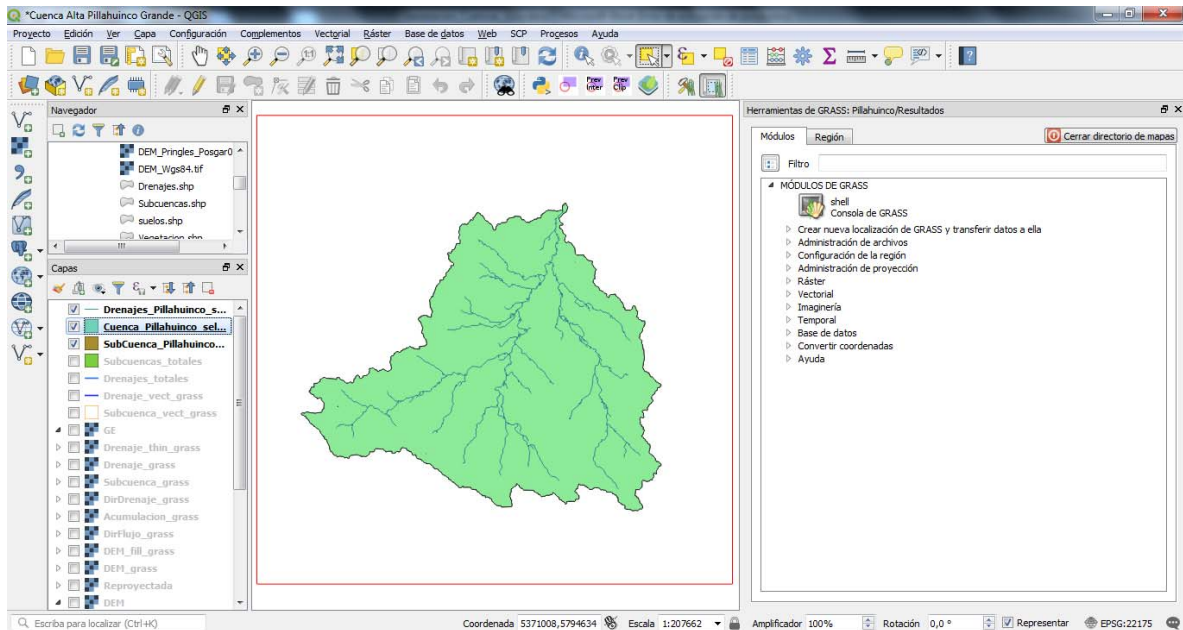 *Cuenca Alta Pillahuinco Grande - QGIS
Proyecto Edición Ver Capa Configuración Complementos Vectorial Ráster Base de datos Web SCP Procesos Ayuda
Navegador
DEM_Pringles_Posgar0
DEM_Wgs84.tif
Drenajes.shp
Subcuencas.shp
suelos.shp
Vegetacion.shp
Capas
Drenajes_Pillahuinco_s...
Cuenca_Pillahuinco_sel...
SubCuenca_Pillahuinco...
Subcuencas_totales
Drenajes_totales
Drenaje_vect_grass
Subcuenca_vect_grass
GE
Drenaje_thin_grass
Drenaje_grass
Subcuenca_grass
DirDrenaje_grass
Acumulacion_grass
DirFlujo_grass
DEM_fill_grass
DEM_grass
Reproyectada
DEM
Herramientas de GRASS: Pillahuinco/Resultados
Módulos Región Cerrar directorio de mapas
Filtro
MÓDULOS DE GRASS
shell
Consola de GRASS
Crear nueva localización de GRASS y transferir datos a ella
Administración de archivos
Configuración de la región
Administración de proyección
Ráster
Vectorial
Imaginería
Temporal
Base de datos
Convertir coordenadas
Ayuda
Escriba para localizar (Ctrl+K) Coordenada 5371008,5794634 Escala 1:207662 Amplificador 100% Rotación 0,0 ° Representar EPSG:22175